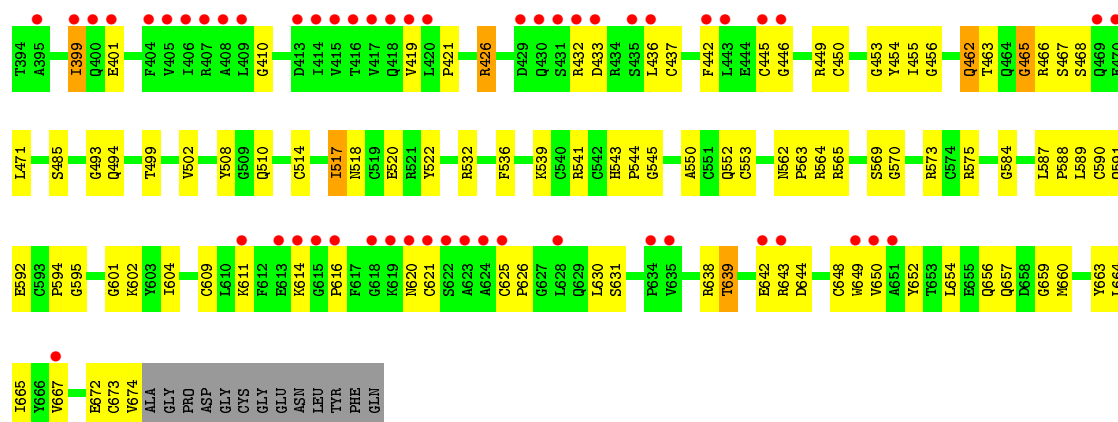 T394 A395 I399 Q400 E401 F404 V405 I406 R407 A408 L409 G410 D413 I414 V415 T416 V417 Q418 V419 L420 P421 R426 D429 Q430 S431 R432 D433 R434 S435 L436 C437 F442 L443 E444 C445 G446 R449 C450 G453 Y454 I455 G456 Q462 T463 Q464 G465 R466 S467 S468 Q469 E470
L471 S485 G493 Q494 T499 V502 Y508 G509 Q510 C514 I517 N518 C519 E520 R521 Y522 R532 F536 K539 C540 R541 C542 H543 P544 G545 A550 C551 Q552 C553 N562 P563 R564 R565 S569 G570 R573 C574 R575 G584 L587 P588 L589 C590 Q591
E592 C593 P594 G595 G601 K602 Y603 I604 C609 L610 K611 F612 E613 K614 G615 P616 F617 G618 K619 N620 C621 S622 A623 A624 C625 P626 G627 L628 Q629 L630 S631 P634 V635 R638 T639 E642 R643 D644 C648 W649 V650 A651 Y652 T653 L654 E655 Q656 Q657 D658 G659 M660 Y663 L664
I665 Y666 V667 E672 C673 V674 ALA GLY PRO ASP GLY CYS GLY GLU ASN LEU TYR PHE GLN